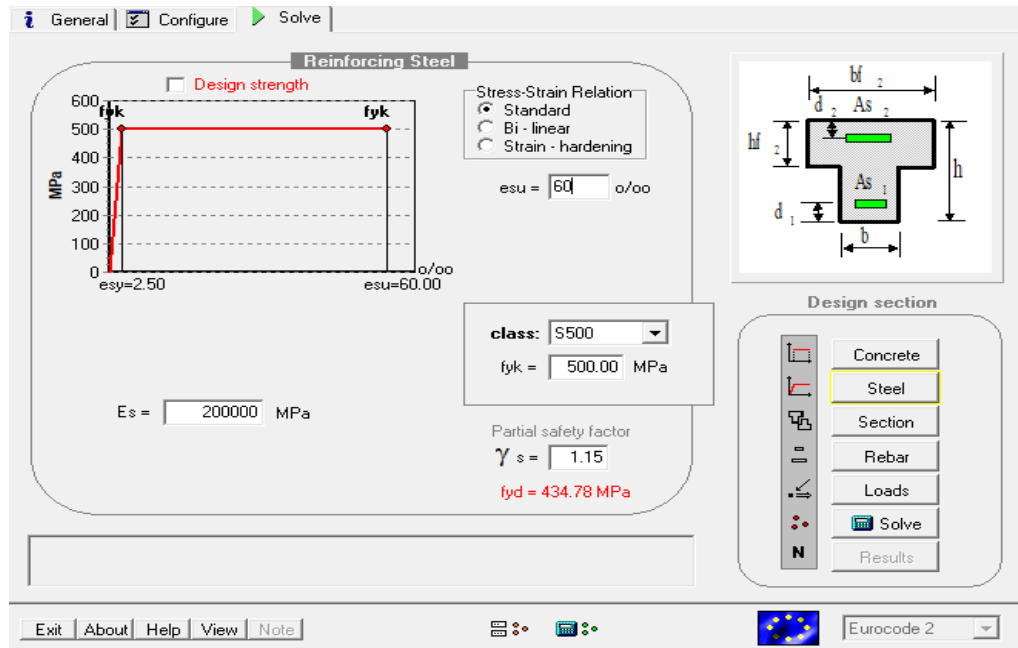 General Configure Solve
Reinforcing Steel
Design strength
600
fyk fyk
500
400
300
200
100
0
MPa
o/oo
esy=2.50 esu=60.00
Stress-Strain Relation
Standard
Bi - linear
Strain - hardening
esu = 60 o/oo
class: S500
fyk = 500.00 MPa
Es = 200000 MPa
Partial safety factor
γ s = 1.15
fyd = 434.78 MPa
bf 2
d 2 As 2
hf 2
h
As 1
d 1
b
Design section
Concrete
Steel
Section
Rebar
Loads
Solve
N Results
Exit About Help View Note
Eurocode 2